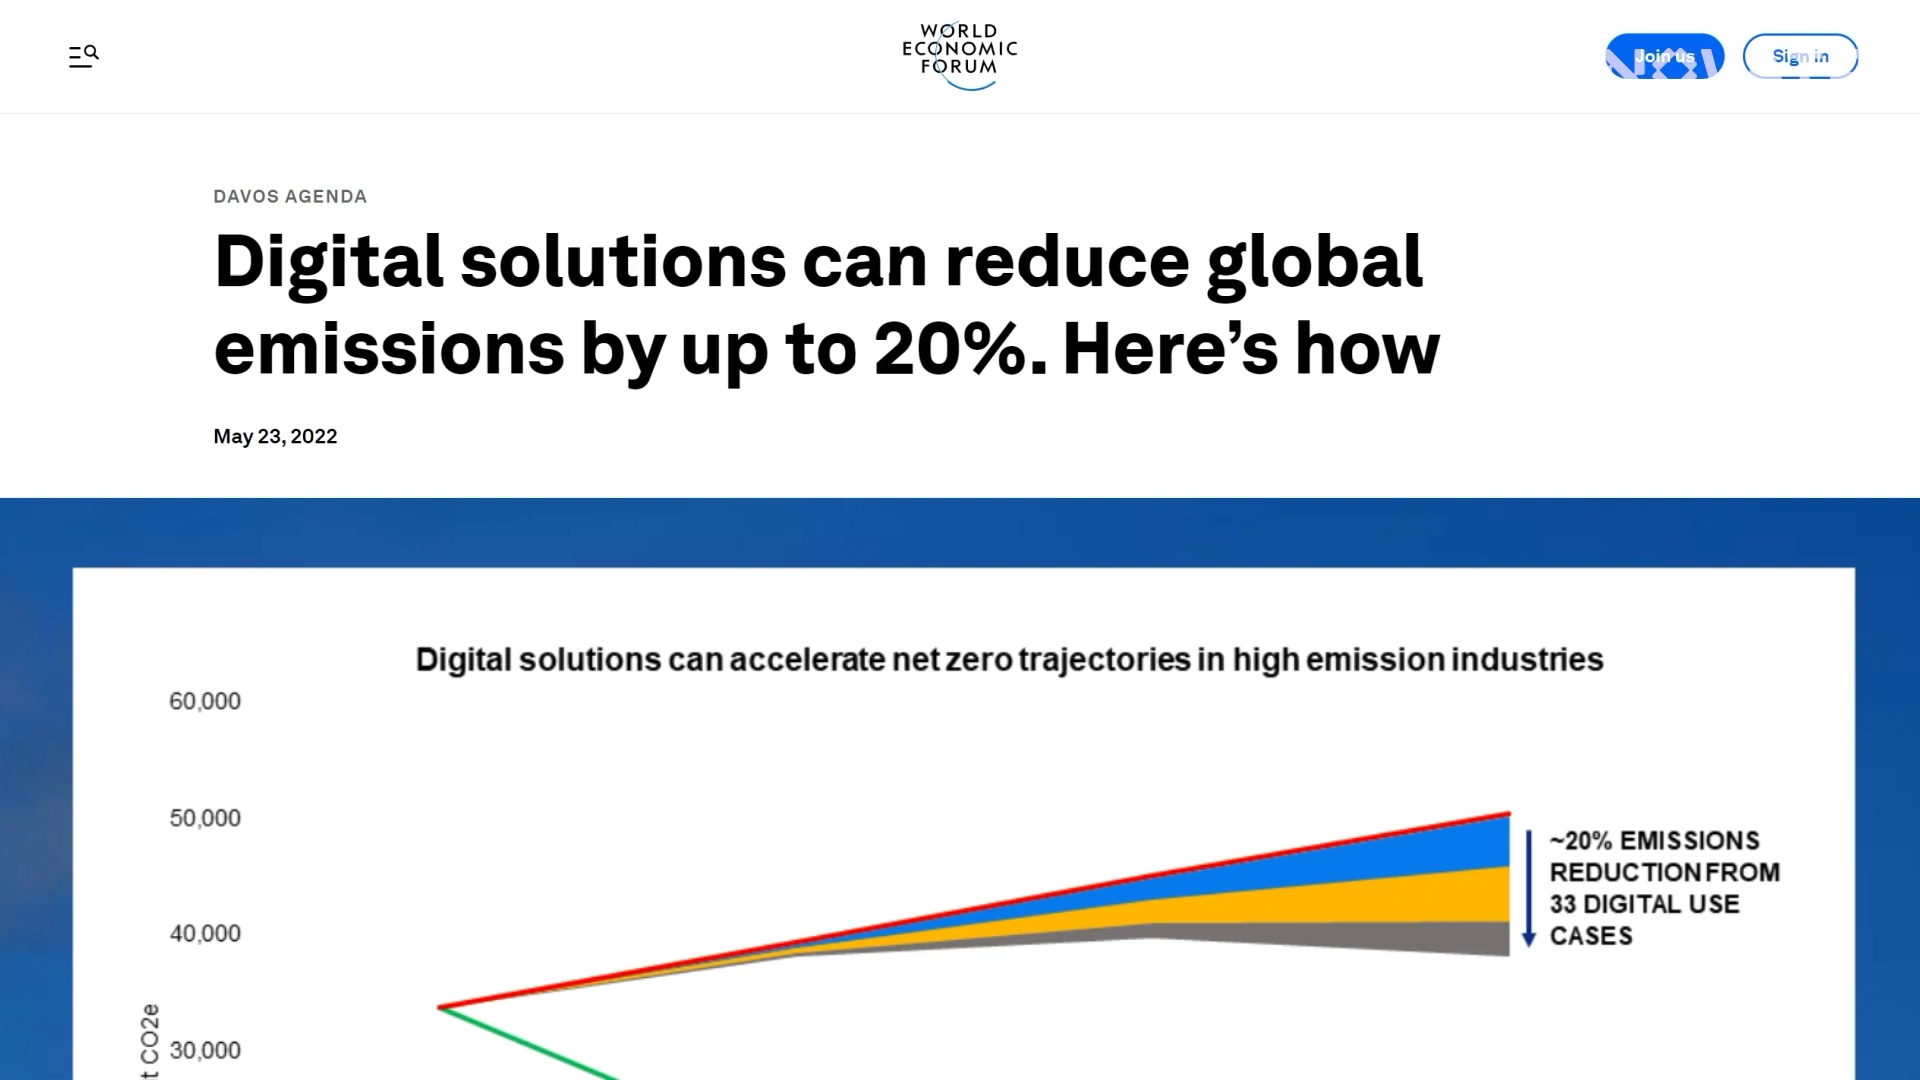 WORLD
ECONOMIC
FORUM
Join us
Sign in
DAVOS AGENDA
Digital solutions can reduce global
emissions by up to 20%. Here’s how
May 23, 2022
Digital solutions can accelerate net zero trajectories in high emission industries
60,000
50,000
40,000
30,000
t CO2e
~20% EMISSIONS
REDUCTION FROM
33 DIGITAL USE
CASES